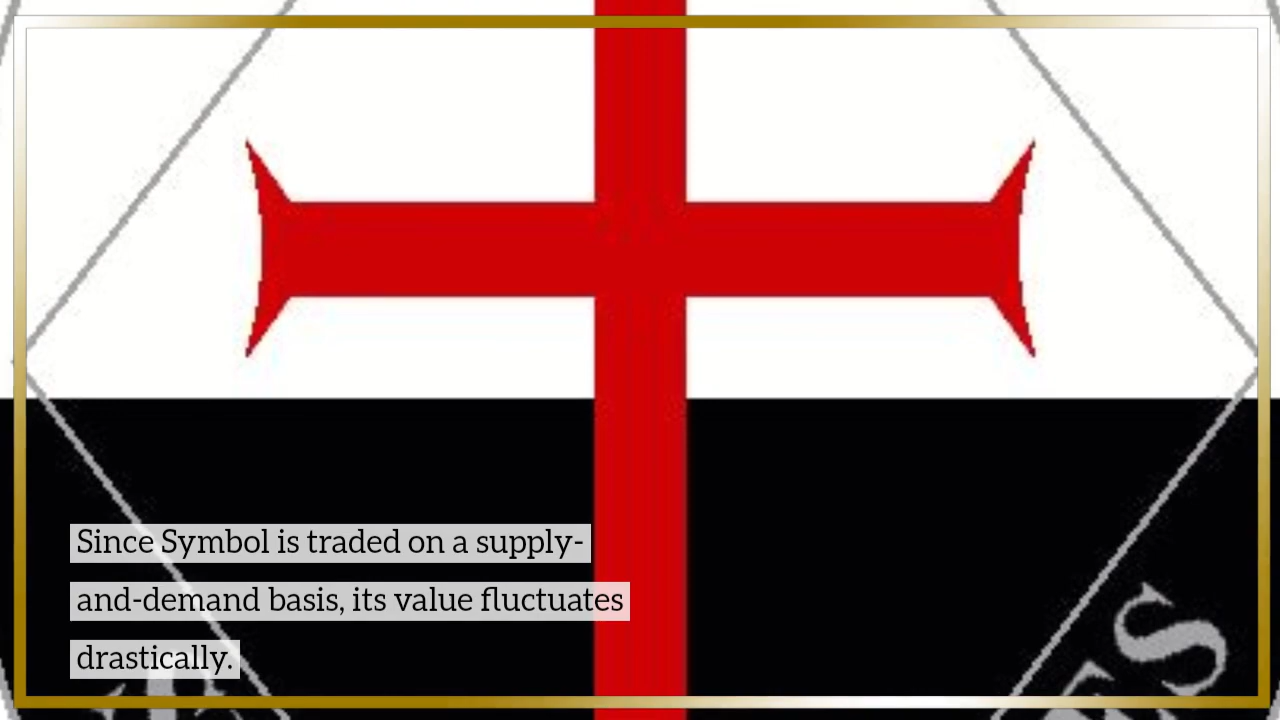 Since Symbol is traded on a supply-
and-demand basis, its value fluctuates
drastically.